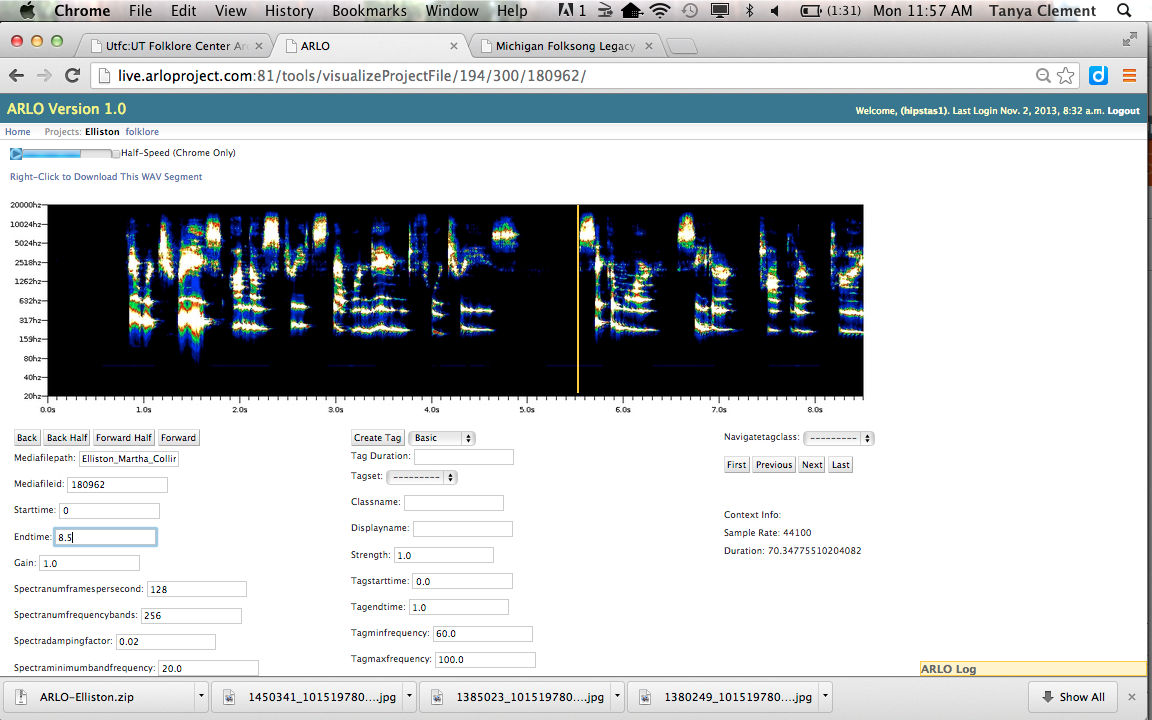 Chrome File Edit View History Bookmarks Window Help 1 (1:31) Mon 11:57 AM Tanya Clement
Utfc:UT Folklore Center Ar ARLO Michigan Folksong Legacy
live.arloproject.com:81/tools/visualizeProjectFile/194/300/180962/
ARLO Version 1.0
Welcome, (hipstas1). Last Login Nov. 2, 2013, 8:32 a.m. Logout
Home Projects: Elliston folklore
Half-Speed (Chrome Only)
Right-Click to Download This WAV Segment
20000hz
10024hz
5024hz
2518hz
1262hz
632hz
317hz
159hz
80hz
40hz
20hz
0.0s 1.0s 2.0s 3.0s 4.0s 5.0s 6.0s 7.0s 8.0s
Back Back Half Forward Half Forward
Mediafilepath: Elliston_Martha_Collir
Mediafileid: 180962
Starttime: 0
Endtime: 8.5
Gain: 1.0
Spectranumframespersecond: 128
Spectranumfrequencybands: 256
Spectradampingfactor: 0.02
Spectraminimumbandfrequency: 20.0
Create Tag Basic
Tag Duration:
Tagset: ---------
Classname:
Displayname:
Strength: 1.0
Tagstarttime: 0.0
Tagendtime: 1.0
Tagminfrequency: 60.0
Tagmaxfrequency: 100.0
Navigatetagclass: ---------
First Previous Next Last
Context Info:
Sample Rate: 44100
Duration: 70.34775510204082
ARLO Log
ARLO-Elliston.zip 1450341_101519780....jpg 1385023_101519780....jpg 1380249_101519780....jpg Show All